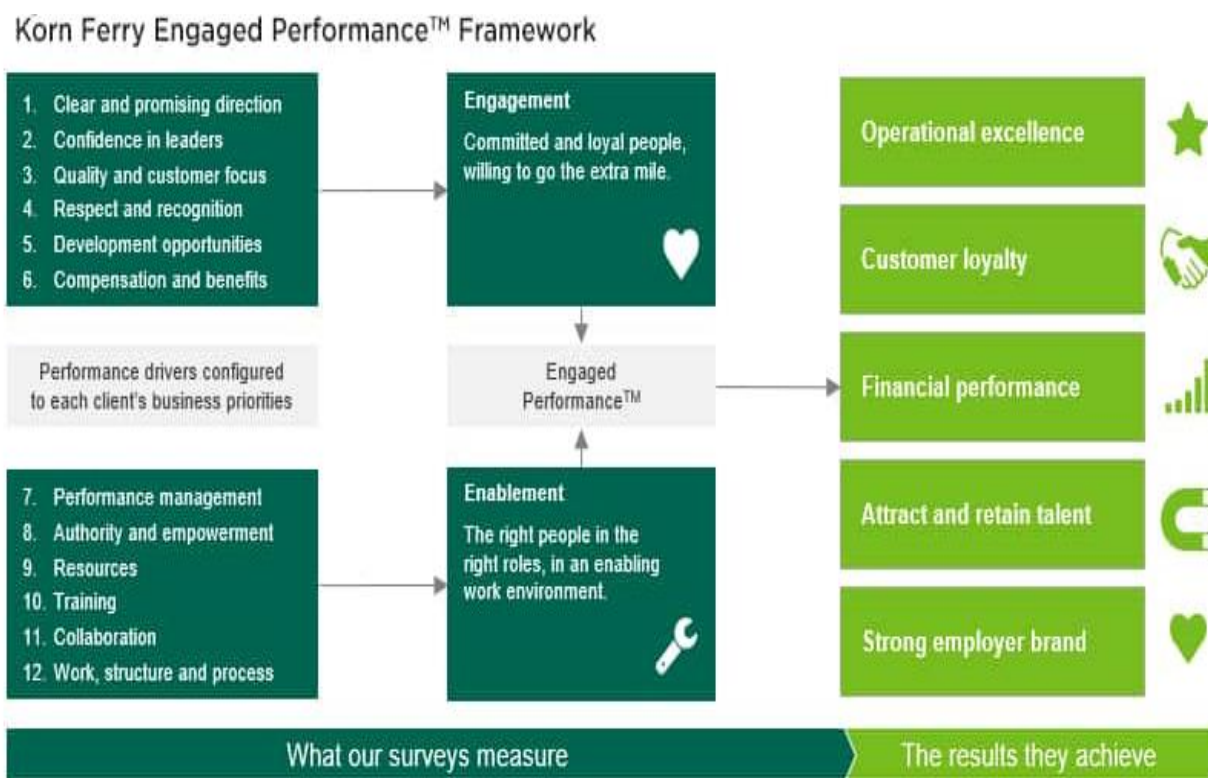 Korn Ferry Engaged Performance™ Framework
1. Clear and promising direction
2. Confidence in leaders
3. Quality and customer focus
4. Respect and recognition
5. Development opportunities
6. Compensation and benefits
Engagement
Committed and loyal people,
willing to go the extra mile.
Performance drivers configured
to each client's business priorities
Engaged
Performance™
7. Performance management
8. Authority and empowerment
9. Resources
10. Training
11. Collaboration
12. Work, structure and process
Enablement
The right people in the
right roles, in an enabling
work environment.
Operational excellence
Customer loyalty
Financial performance
Attract and retain talent
Strong employer brand
What our surveys measure
The results they achieve